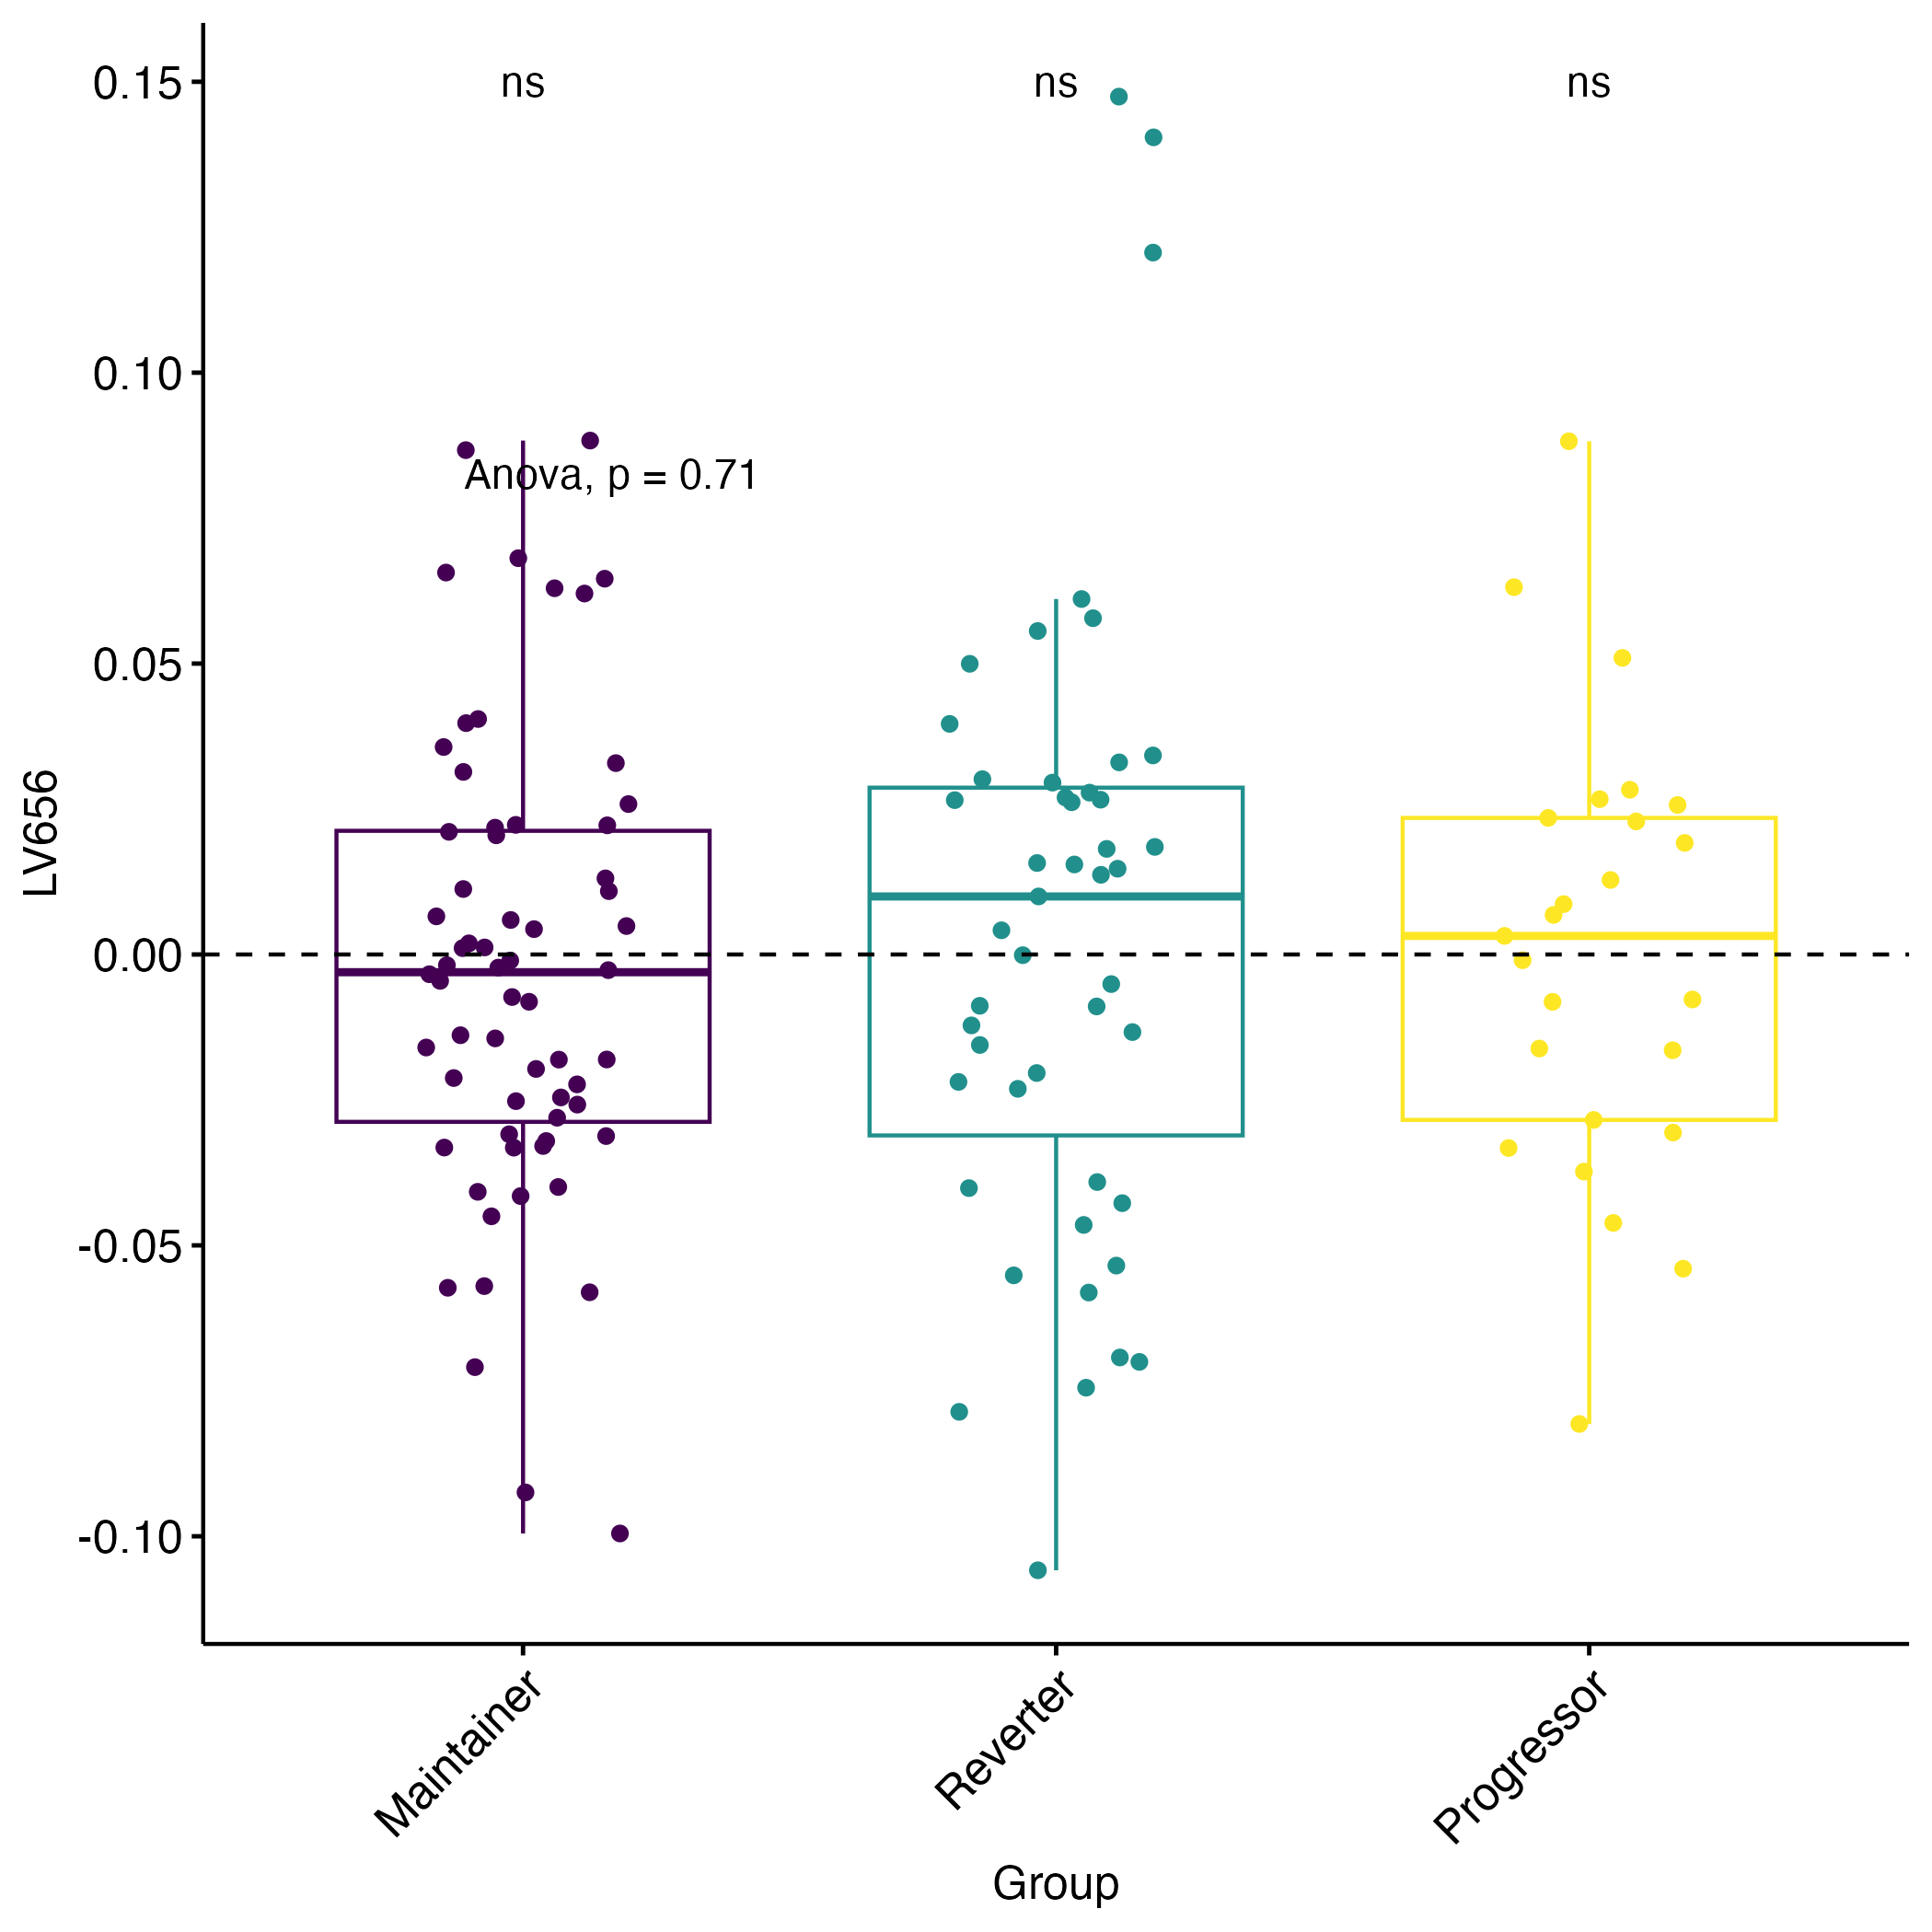 ns ns ns
Anova, p = 0.71
0.15
0.10
0.05
0.00
-0.05
-0.10
LV656
Maintainer Reverter Progressor
Group